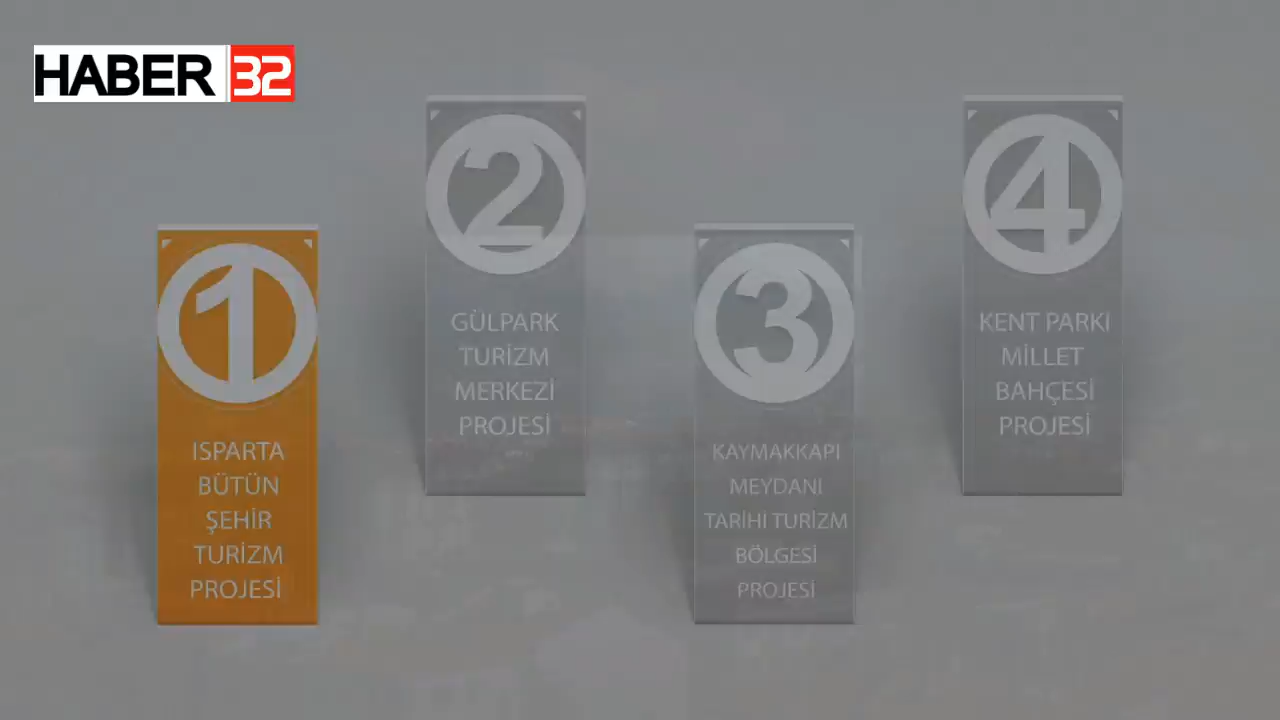 HABER 32
1
ISPARTA
BÜTÜN
ŞEHİR
TURİZM
PROJESİ
2
GÜLPARK
TURİZM
MERKEZİ
PROJESİ
3
KAYMAKKAPI
MEYDANI
TARİHİ TURİZM
BÖLGESİ
PROJESİ
4
KENT PARKI
MİLLET
BAHÇESİ
PROJESİ